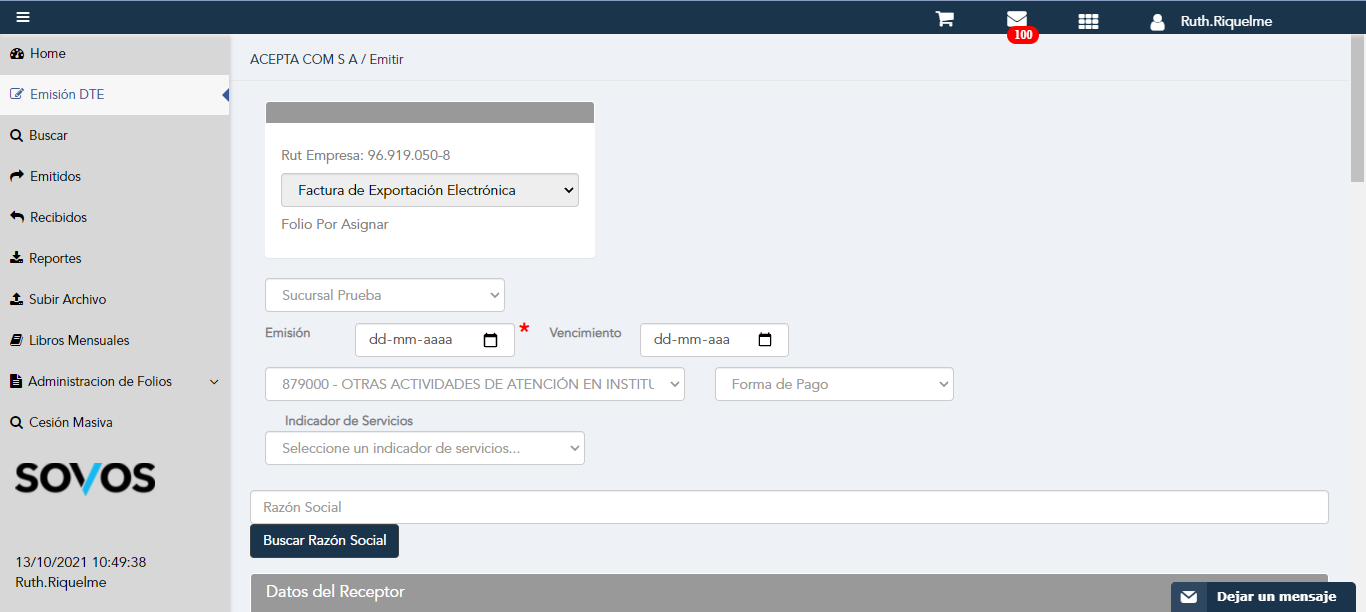 100
Ruth.Riquelme
Home
Emisión DTE
Buscar
Emitidos
Recibidos
Reportes
Subir Archivo
Libros Mensuales
Administracion de Folios
Cesión Masiva
SOVOS
13/10/2021 10:49:38
Ruth.Riquelme
ACEPTA COM S A / Emitir
Rut Empresa: 96.919.050-8
Factura de Exportación Electrónica
Folio Por Asignar
Sucursal Prueba
Emisión dd-mm-aaaa * Vencimiento dd-mm-aaa
879000 - OTRAS ACTIVIDADES DE ATENCIÓN EN INSTITU Forma de Pago
Indicador de Servicios
Seleccione un indicador de servicios...
Razón Social
Buscar Razón Social
Datos del Receptor
Dejar un mensaje